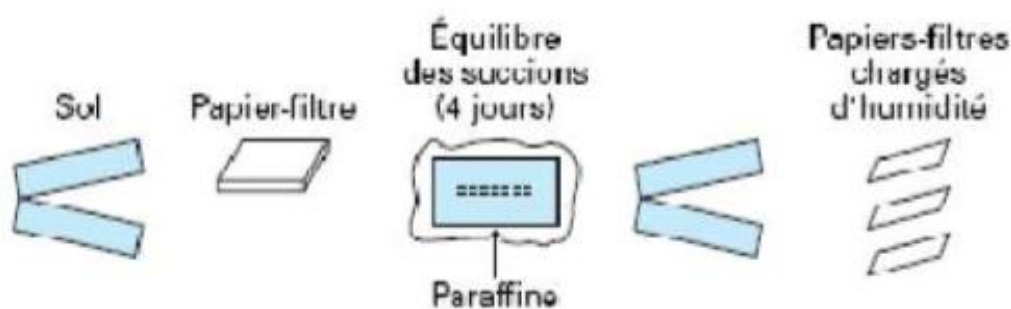 Sol
Papier-filtre
Équilibre
des succions
(4 jours)
Papiers-filtres
chargés
d'humidité
Paraffine